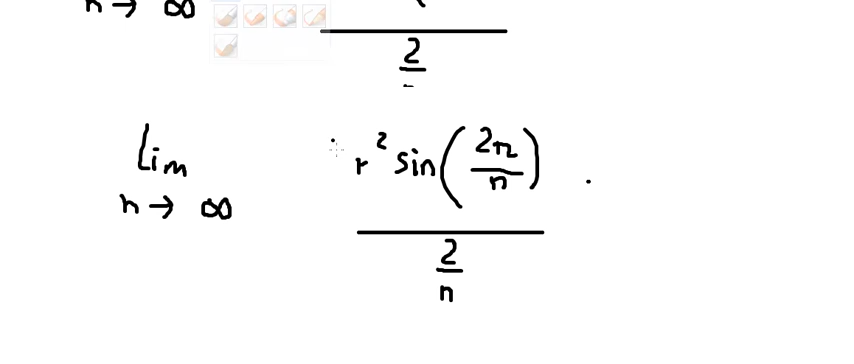 n → ∞
2
lim n → ∞ r² sin(2π/n) .
2/n